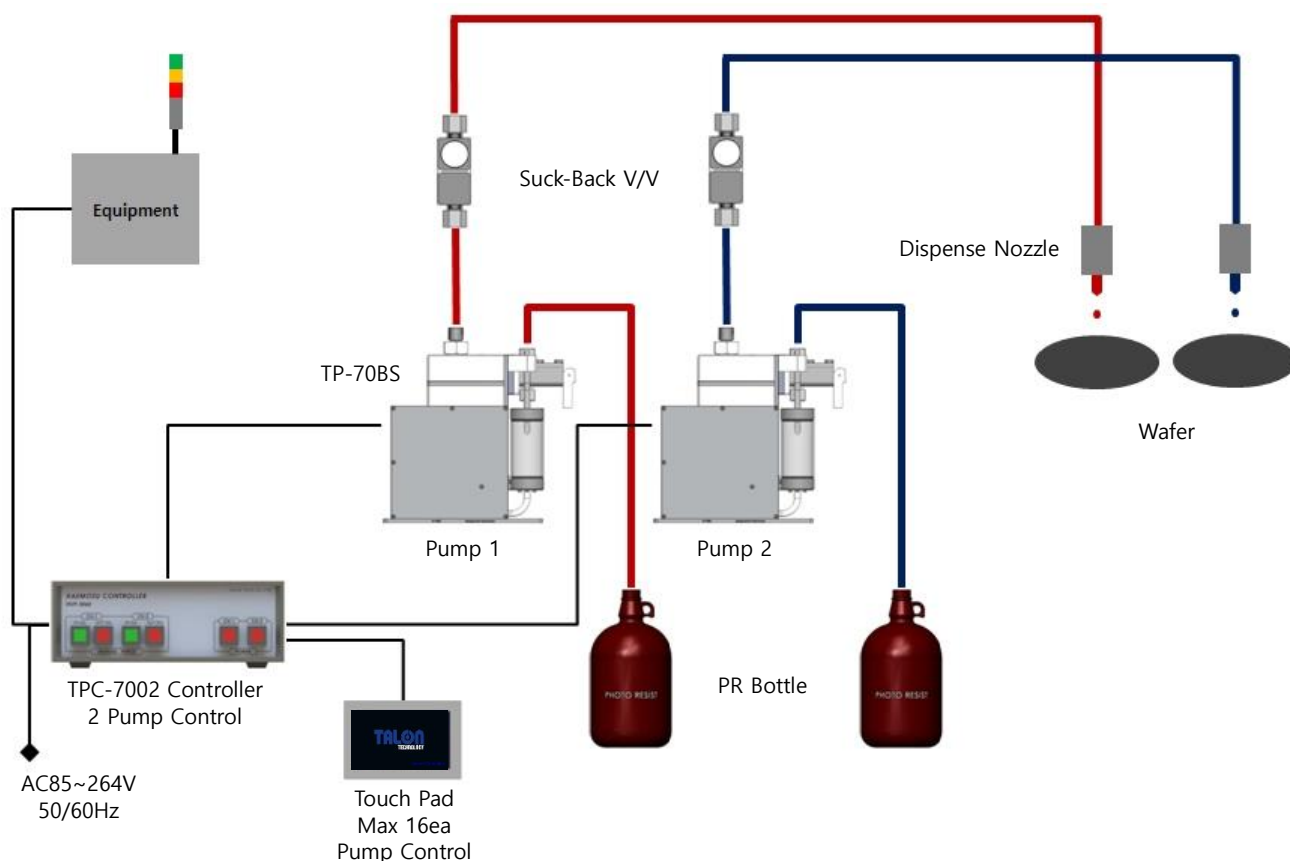 Equipment
Suck-Back V/V
Dispense Nozzle
TP-70BS
Wafer
Pump 1
Pump 2
TPC-7002 Controller
2 Pump Control
PHOTO RESIST
PR Bottle
PHOTO RESIST
TALON
TECHNOLOGY
AC85~264V
50/60Hz
Touch Pad
Max 16ea
Pump Control